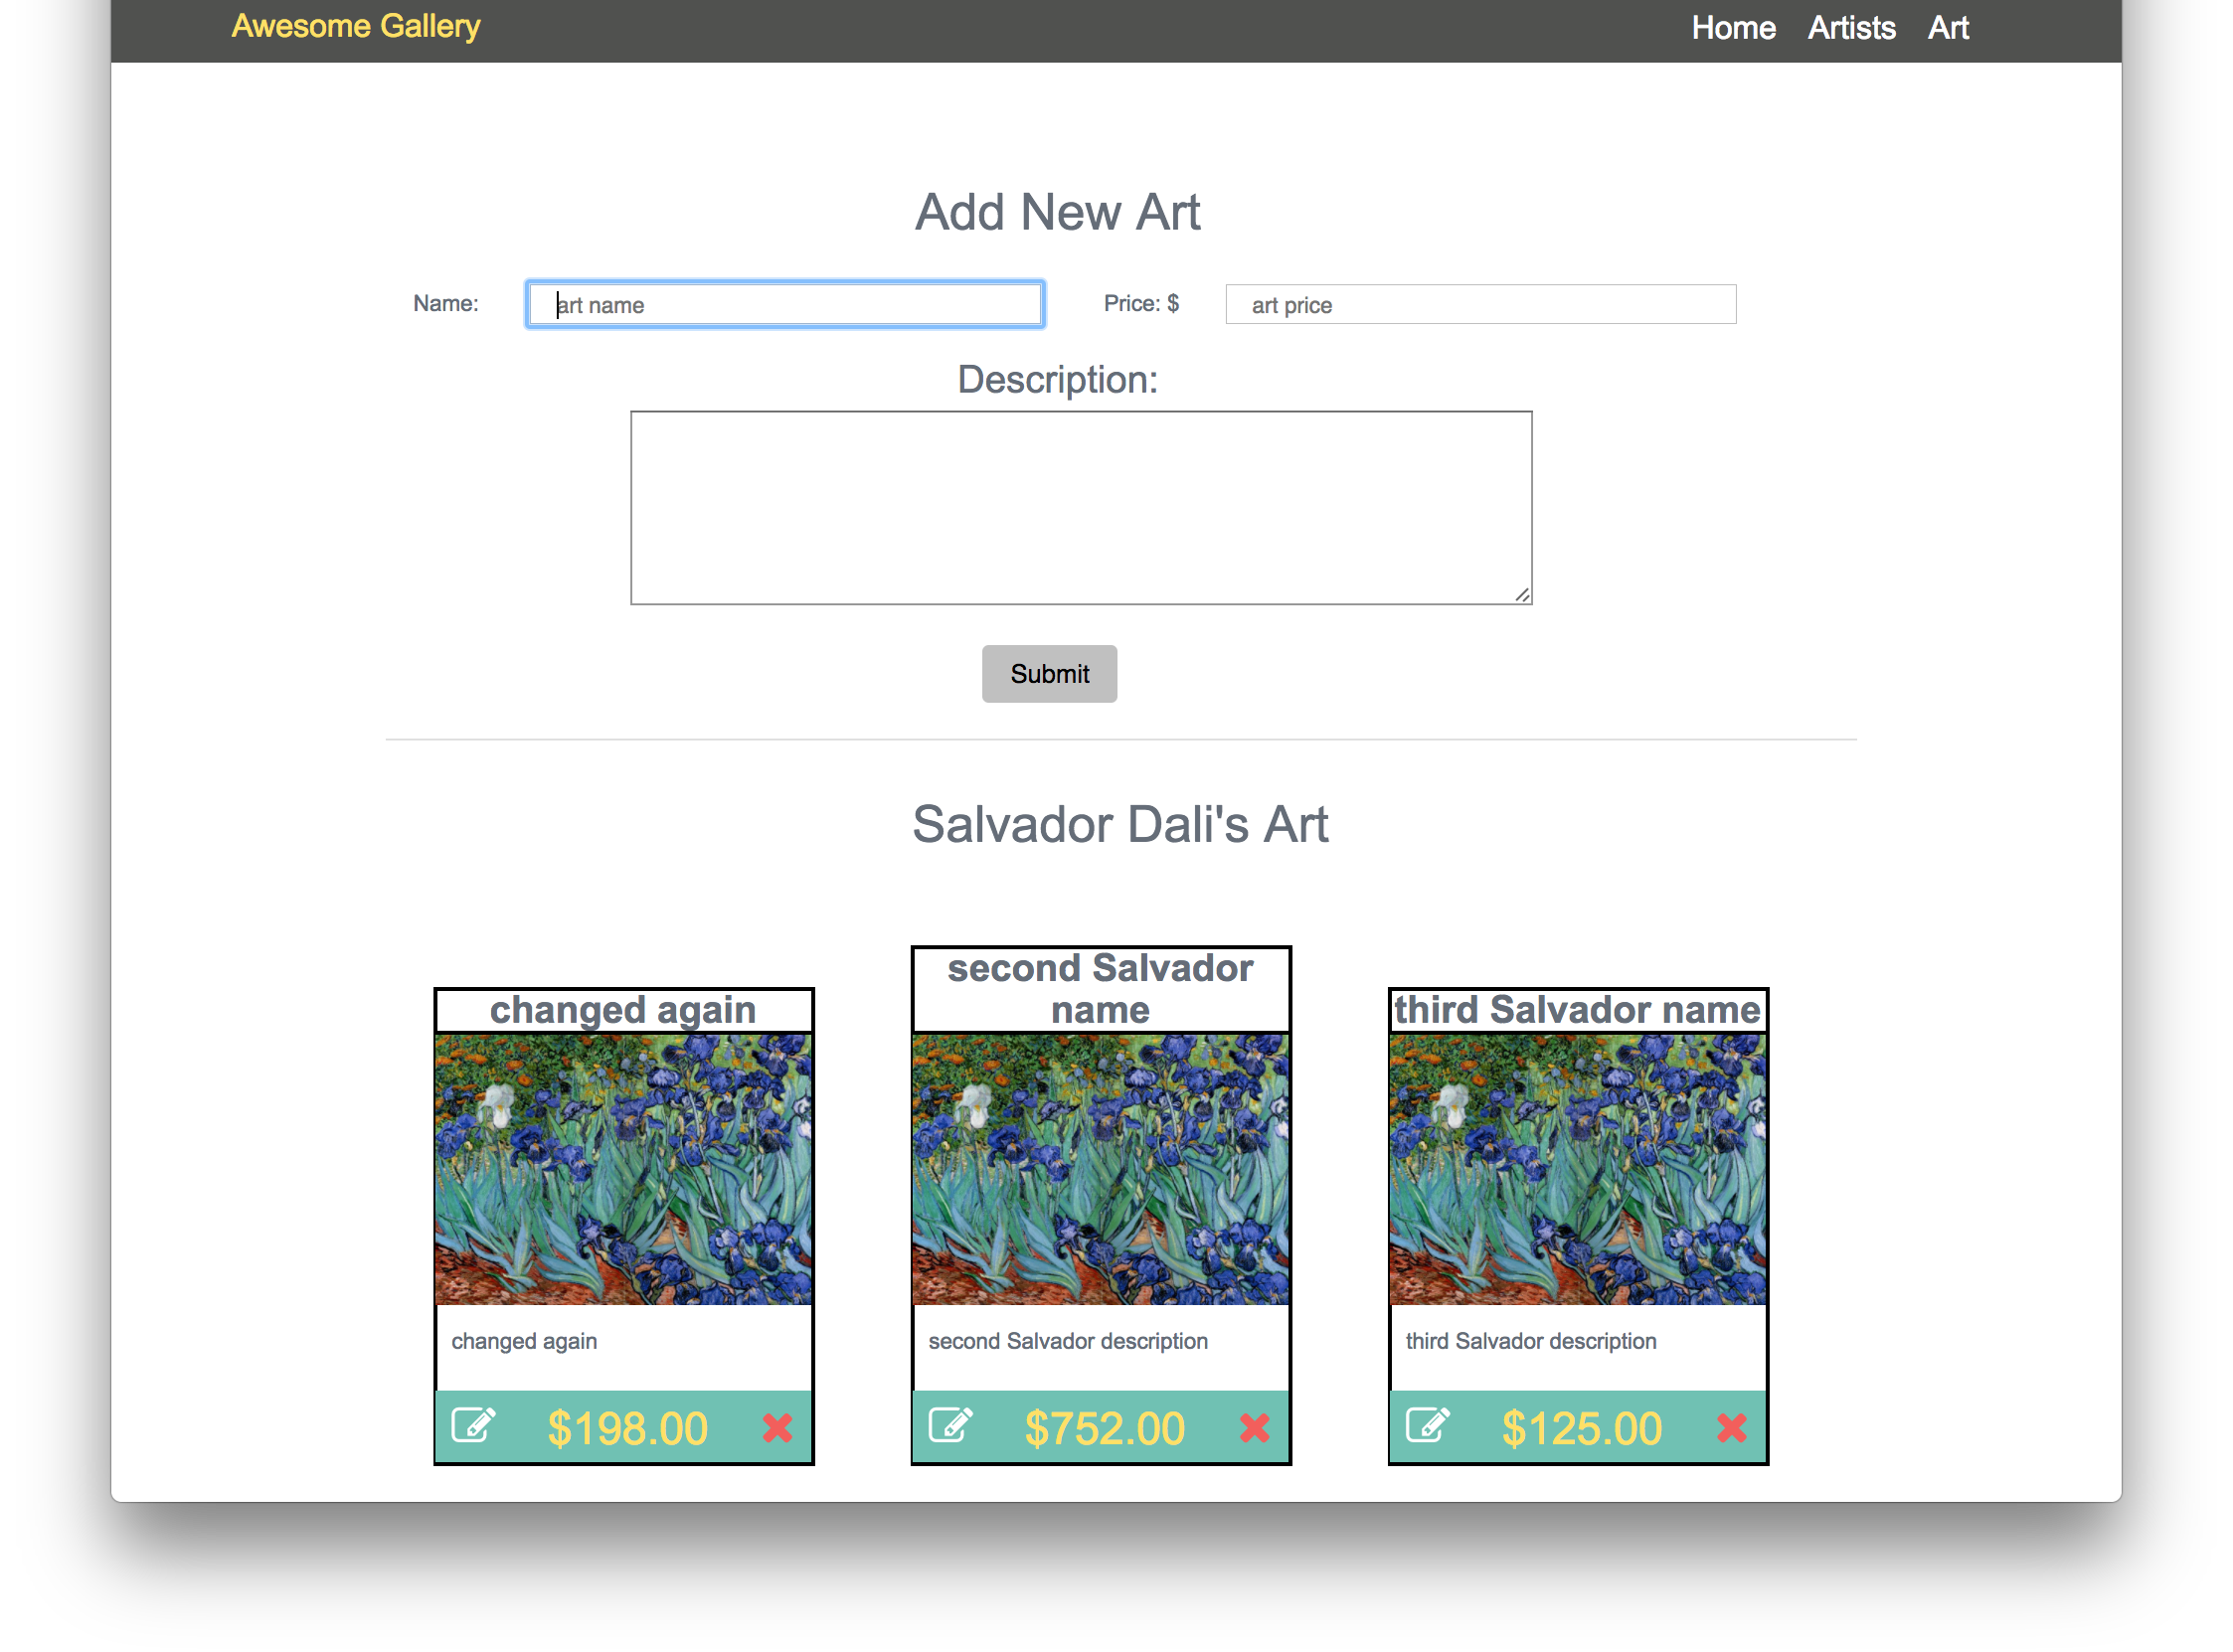 Awesome Gallery
Home Artists Art
Add New Art
Name: art name Price: $ art price
Description:
Submit
Salvador Dali's Art
changed again
changed again
$198.00
second Salvador
name
second Salvador description
$752.00
third Salvador name
third Salvador description
$125.00